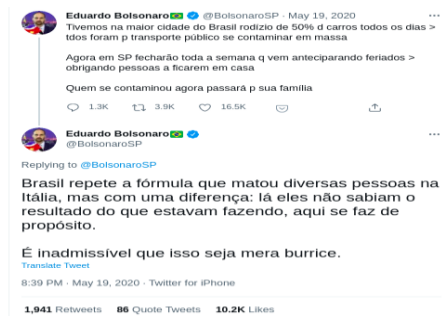 Eduardo Bolsonaro🇧🇷 @BolsonaroSP · May 19, 2020
Tivemos na maior cidade do Brasil rodízio de 50% d carros todos os dias >
tdos foram p transporte público se contaminar em massa
Agora em SP fecharão toda a semana q vem anteciparando feriados >
obrigando pessoas a ficarem em casa
Quem se contaminou agora passará p sua família
1.3K 3.9K 16.5K
Eduardo Bolsonaro🇧🇷
@BolsonaroSP
Replying to @BolsonaroSP
Brasil repete a fórmula que matou diversas pessoas na
Itália, mas com uma diferença: lá eles não sabiam o
resultado do que estavam fazendo, aqui se faz de
propósito.
É inadmissível que isso seja mera burrice.
Translate Tweet
8:39 PM · May 19, 2020 · Twitter for iPhone
1,941 Retweets 86 Quote Tweets 10.2K Likes